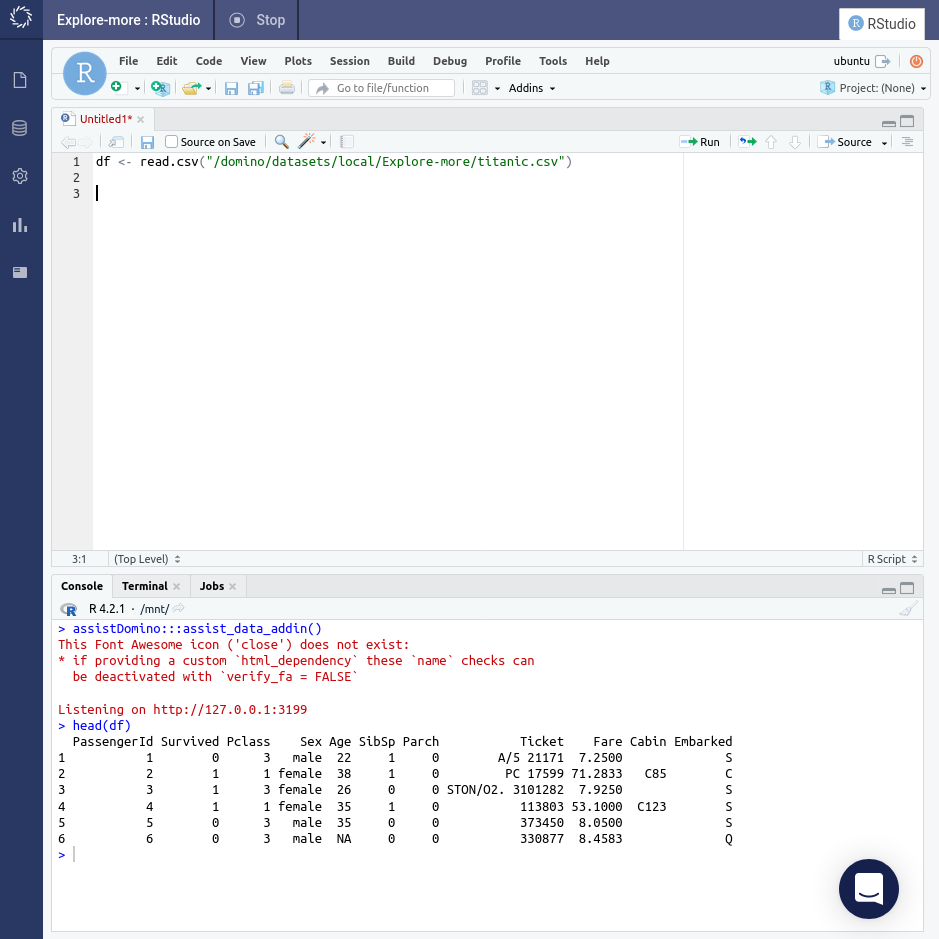 Explore-more : RStudio Stop R RStudio
R File Edit Code View Plots Session Build Debug Profile Tools Help ubuntu
Go to file/function Addins R Project: (None)
Untitled1* ×
Source on Save Run Source
1 df <- read.csv("/domino/datasets/local/Explore-more/titanic.csv")
2
3
3:1 (Top Level) R Script
Console Terminal × Jobs ×
R R 4.2.1 · /mnt/
> assistDomino:::assist_data_addin()
This Font Awesome icon ('close') does not exist:
* if providing a custom `html_dependency` these `name` checks can
  be deactivated with `verify_fa = FALSE`
Listening on http://127.0.0.1:3199
> head(df)
  PassengerId Survived Pclass    Sex Age SibSp Parch           Ticket    Fare Cabin Embarked
1           1        0      3   male  22     1     0        A/5 21171  7.2500              S
2           2        1      1 female  38     1     0         PC 17599 71.2833   C85        C
3           3        1      3 female  26     0     0 STON/O2. 3101282  7.9250              S
4           4        1      1 female  35     1     0           113803 53.1000  C123        S
5           5        0      3   male  35     0     0           373450  8.0500              S
6           6        0      3   male  NA     0     0           330877  8.4583              Q
>